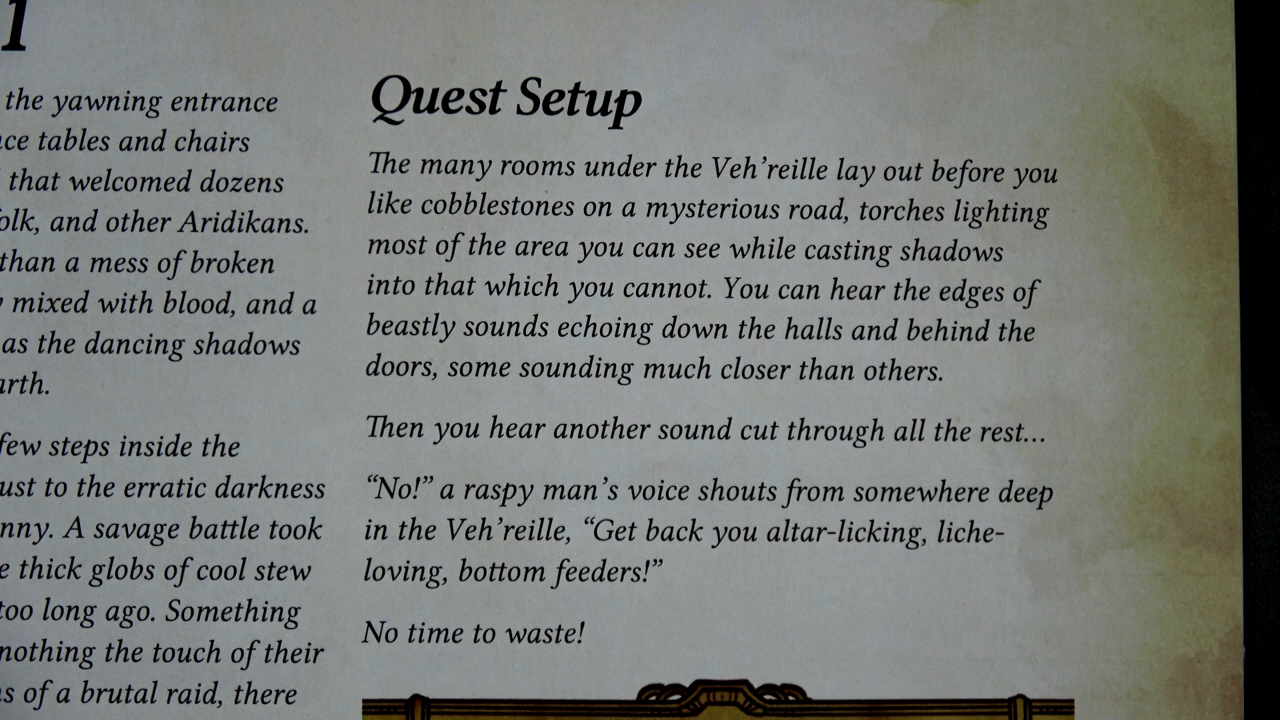 1
the yawning entrance
tables and chairs
that welcomed dozens
and other Aridikans.
than a mess of broken
mixed with blood, and a
as the dancing shadows
few steps inside the
to the erratic darkness
A savage battle took
thick globs of cool stew
too long ago. Something
nothing the touch of their
of a brutal raid, there
Quest Setup
The many rooms under the Veh’reille lay out before you
like cobblestones on a mysterious road, torches lighting
most of the area you can see while casting shadows
into that which you cannot. You can hear the edges of
beastly sounds echoing down the halls and behind the
doors, some sounding much closer than others.
Then you hear another sound cut through all the rest...
“No!” a raspy man’s voice shouts from somewhere deep
in the Veh’reille, “Get back you altar-licking, liche-
loving, bottom feeders!”
No time to waste!